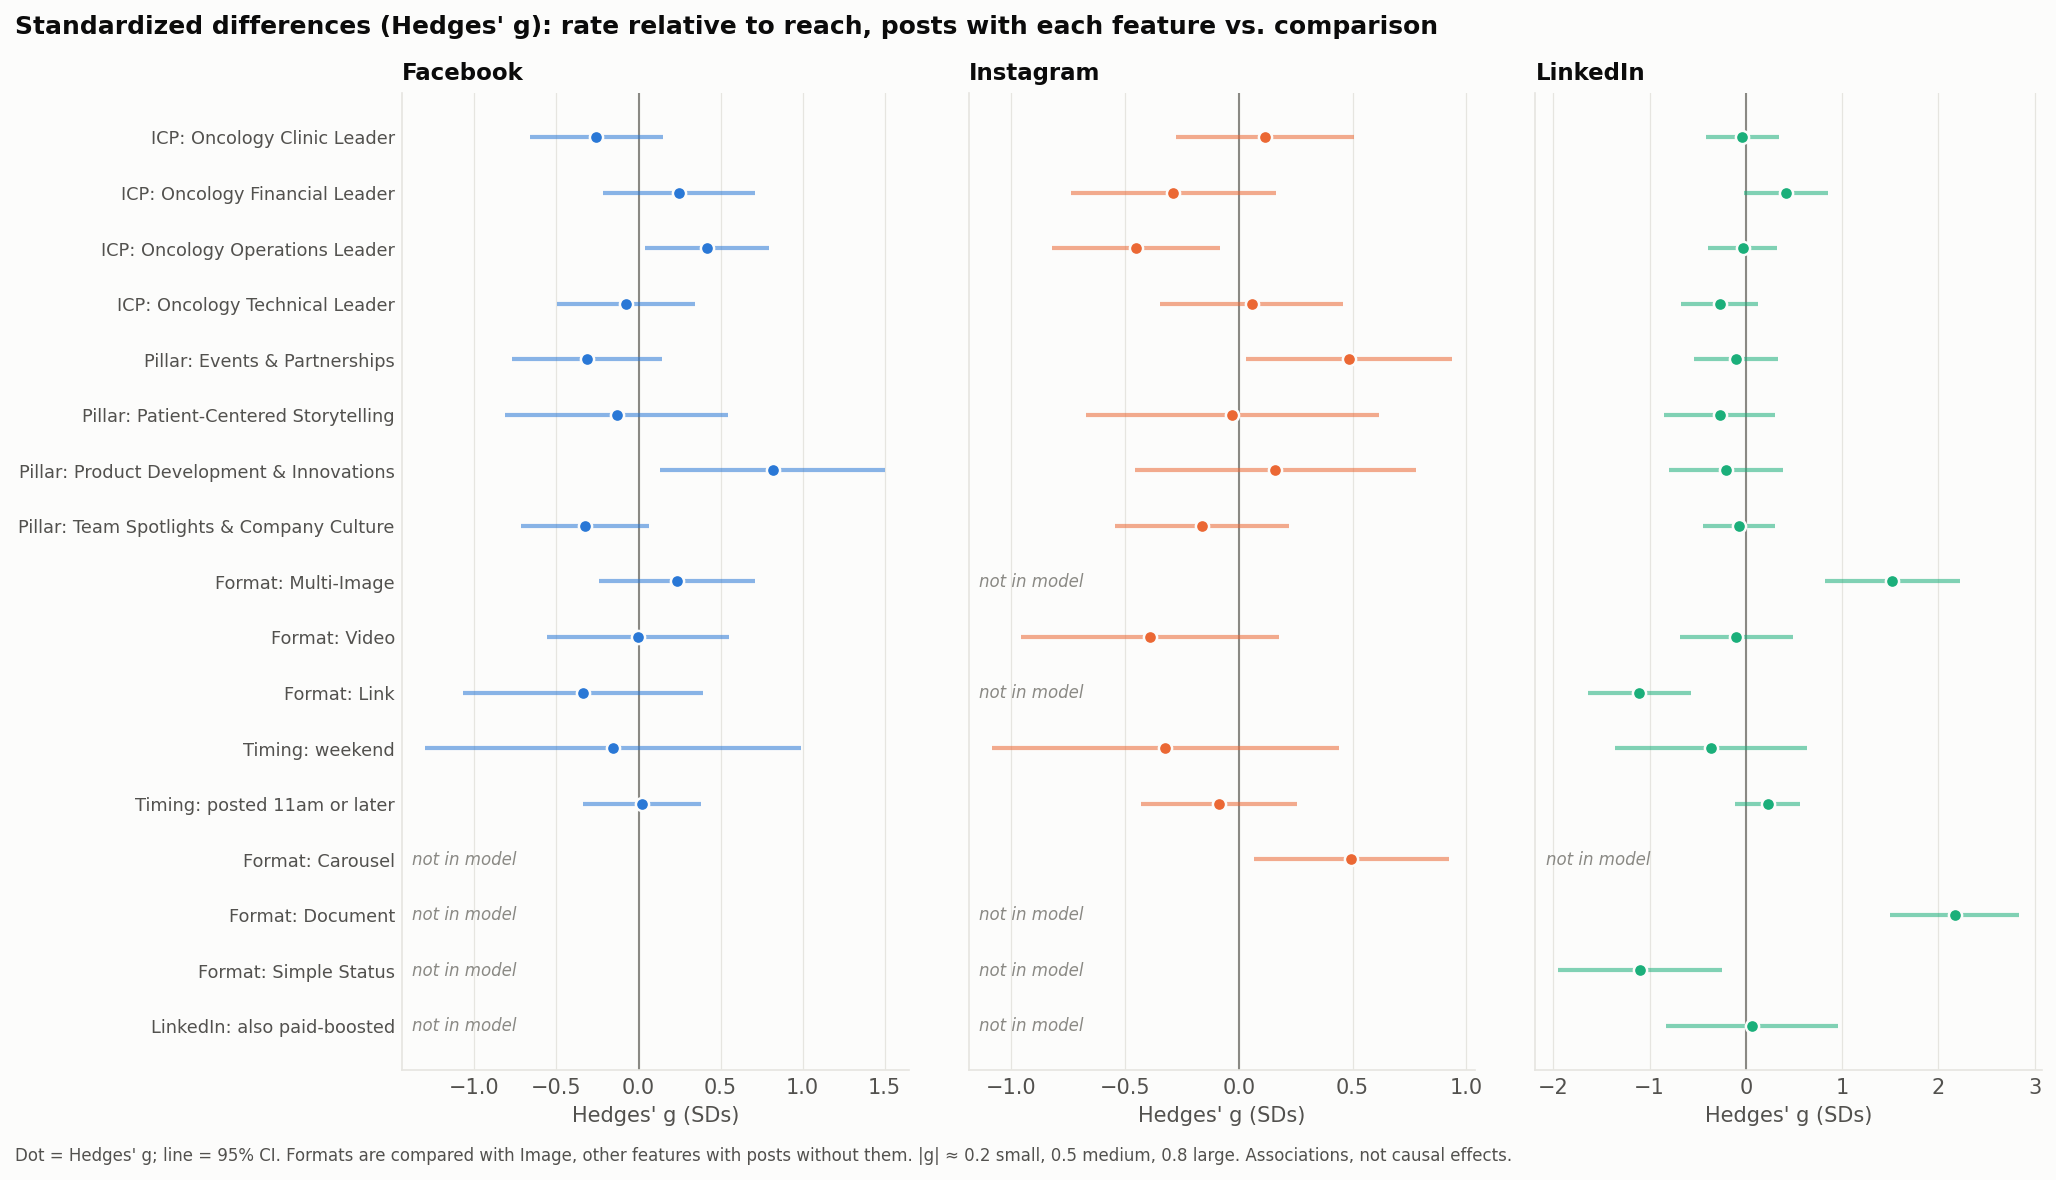 Standardized differences (Hedges' g): rate relative to reach, posts with each feature vs. comparison
Facebook
Instagram
LinkedIn
ICP: Oncology Clinic Leader
ICP: Oncology Financial Leader
ICP: Oncology Operations Leader
ICP: Oncology Technical Leader
Pillar: Events & Partnerships
Pillar: Patient-Centered Storytelling
Pillar: Product Development & Innovations
Pillar: Team Spotlights & Company Culture
Format: Multi-Image
not in model
Format: Video
Format: Link
not in model
Timing: weekend
Timing: posted 11am or later
Format: Carousel
not in model
not in model
Format: Document
not in model
not in model
Format: Simple Status
not in model
not in model
LinkedIn: also paid-boosted
not in model
not in model
−1.0 −0.5 0.0 0.5 1.0 1.5
−1.0 −0.5 0.0 0.5 1.0
−2 −1 0 1 2 3
Hedges' g (SDs)
Hedges' g (SDs)
Hedges' g (SDs)
Dot = Hedges' g; line = 95% CI. Formats are compared with Image, other features with posts without them. |g| ≈ 0.2 small, 0.5 medium, 0.8 large. Associations, not causal effects.